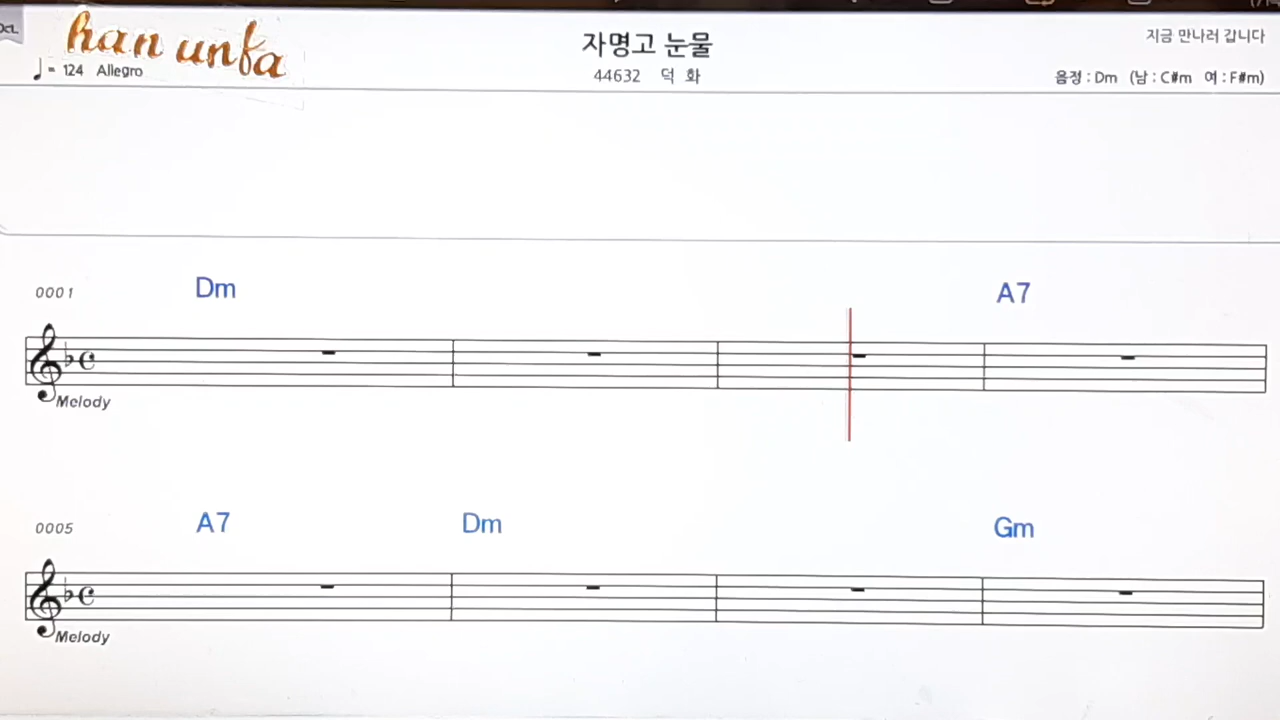 han unfa
자명고 눈물
지금 만나러 갑니다
♩= 124 Allegro
44632 덕 화
음정 : Dm (남 : C#m 여 : F#m)
0001 Dm A7
Melody
0005 A7 Dm Gm
Melody